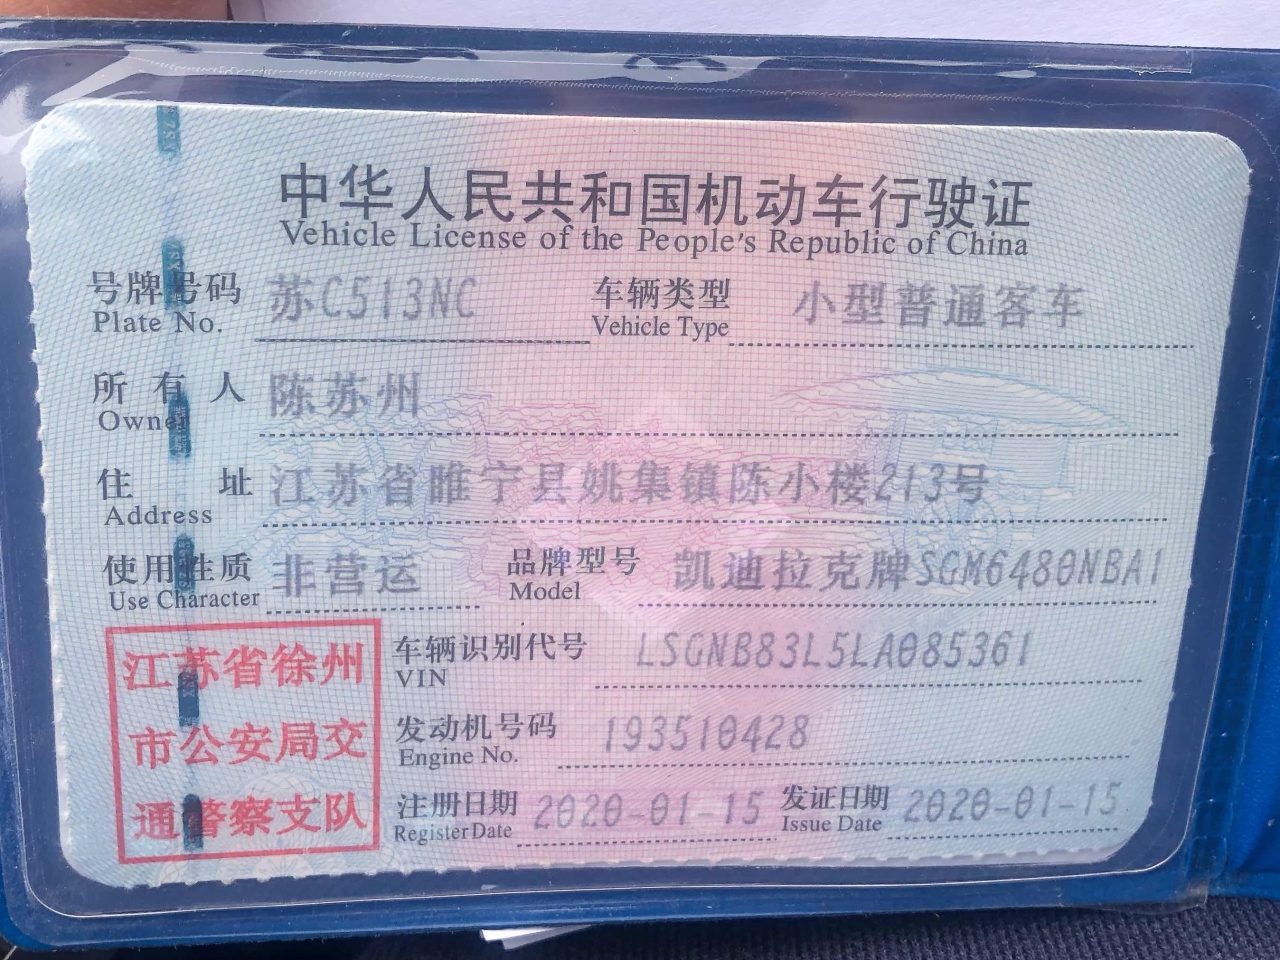 中华人民共和国机动车行驶证
Vehicle License of the People's Republic of China
号牌号码 苏C513NC 车辆类型 小型普通客车
Plate No. Vehicle Type
所有人 陈苏州
Owner
住址 江苏省睢宁县姚集镇陈小楼213号
Address
使用性质 非营运 品牌型号 凯迪拉克牌SGM6480NBA1
Use Character Model
江苏省徐州
市公安局交
通警察支队
车辆识别代号 LSGNB83L5LA085361
VIN
发动机号码 193510428
Engine No.
注册日期 2020-01-15 发证日期 2020-01-15
Register Date Issue Date